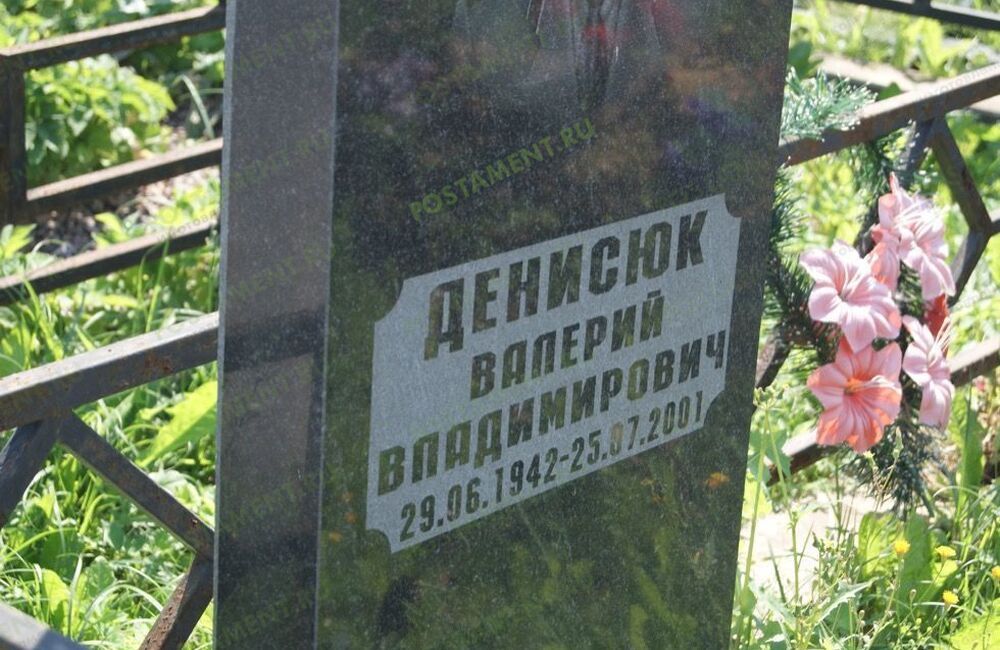 POSTAMENT.RU
ДЕНИСЮК
ВАЛЕРИЙ
ВЛАДИМИРОВИЧ
29.06.1942-25.07.2001